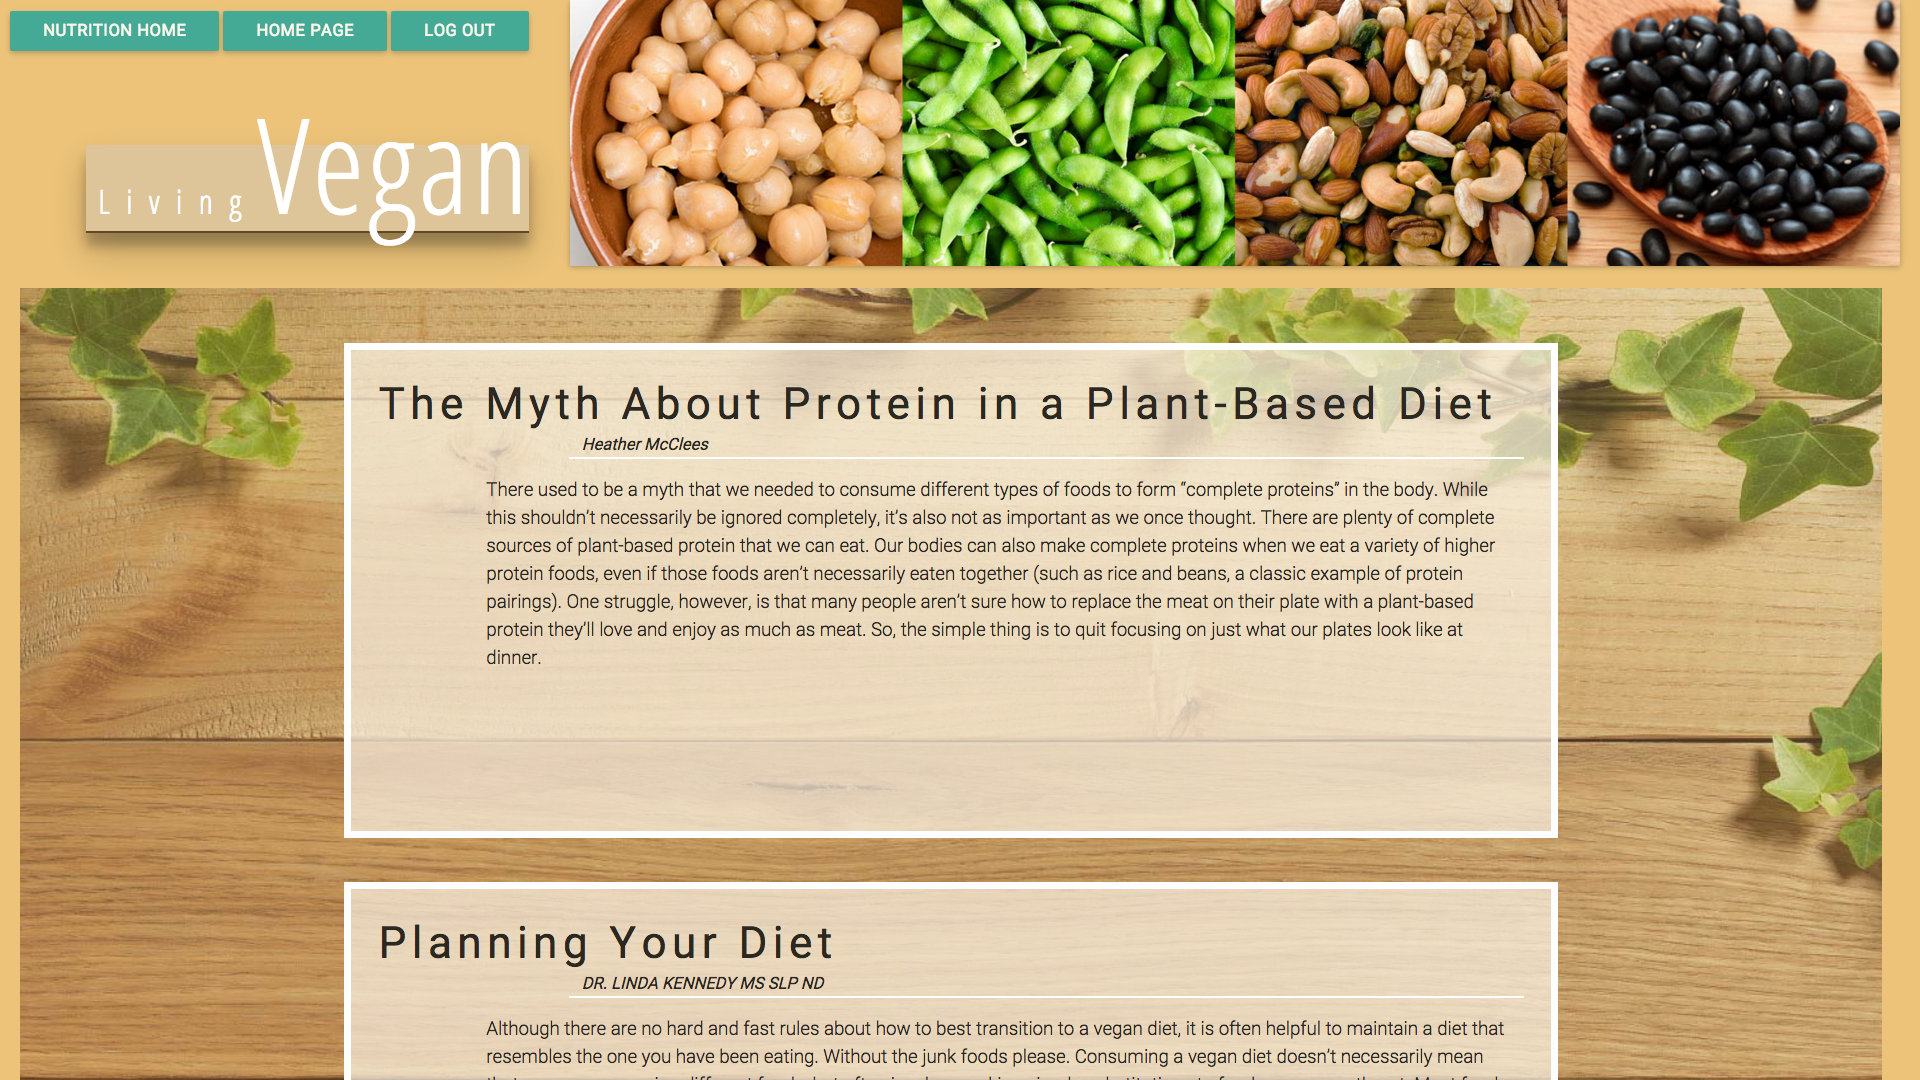 NUTRITION HOME HOME PAGE LOG OUT
Living Vegan
The Myth About Protein in a Plant-Based Diet
Heather McClees
There used to be a myth that we needed to consume different types of foods to form “complete proteins” in the body. While
this shouldn’t necessarily be ignored completely, it’s also not as important as we once thought. There are plenty of complete
sources of plant-based protein that we can eat. Our bodies can also make complete proteins when we eat a variety of higher
protein foods, even if those foods aren’t necessarily eaten together (such as rice and beans, a classic example of protein
pairings). One struggle, however, is that many people aren’t sure how to replace the meat on their plate with a plant-based
protein they’ll love and enjoy as much as meat. So, the simple thing is to quit focusing on just what our plates look like at
dinner.
Planning Your Diet
DR. LINDA KENNEDY MS SLP ND
Although there are no hard and fast rules about how to best transition to a vegan diet, it is often helpful to maintain a diet that
resembles the one you have been eating. Without the junk foods please. Consuming a vegan diet doesn’t necessarily mean